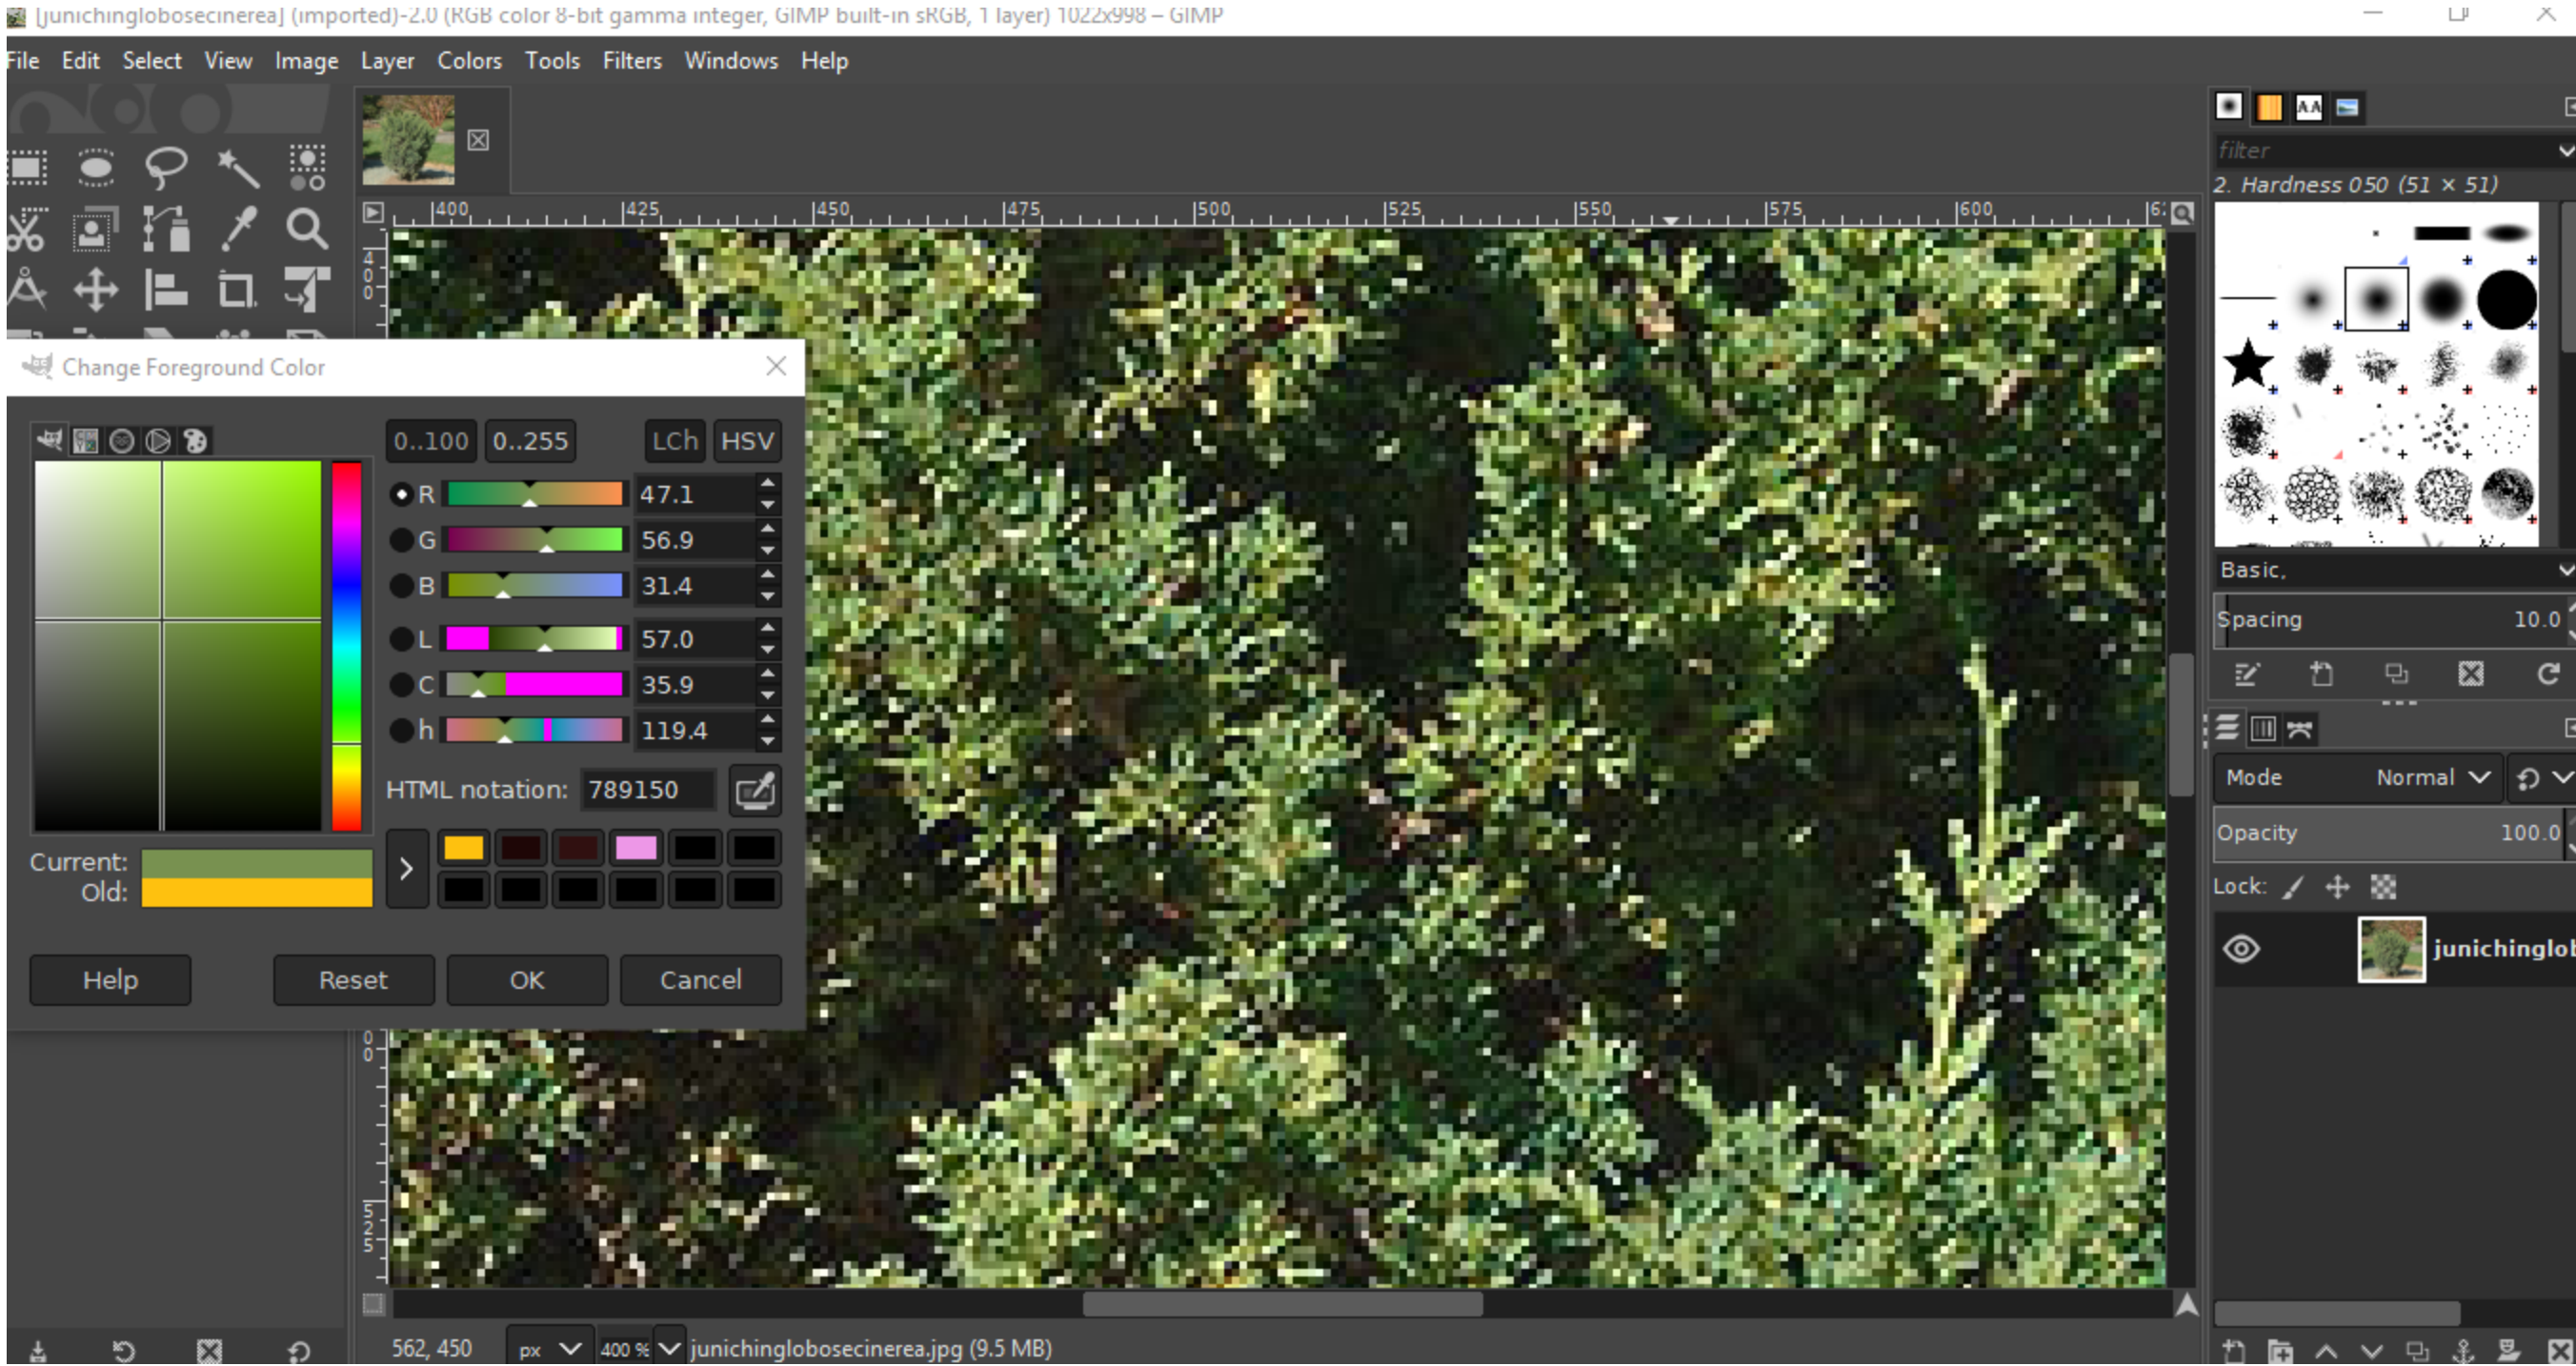 [junichinglobosecinerea] (imported)-2.0 (RGB color 8-bit gamma integer, GIMP built-in sRGB, 1 layer) 1022x998 – GIMP
File Edit Select View Image Layer Colors Tools Filters Windows Help
400 425 450 475 500 525 550 575 600
400
filter
2. Hardness 050 (51 × 51)
Change Foreground Color
0..100 0..255 LCh HSV
R 47.1
G 56.9
B 31.4
L 57.0
C 35.9
h 119.4
HTML notation: 789150
Current:
Old:
Help Reset OK Cancel
Basic,
Spacing 10.0
Mode Normal
Opacity 100.0
Lock:
junichinglob
525
562, 450 px 400 % junichinglobosecinerea.jpg (9.5 MB)